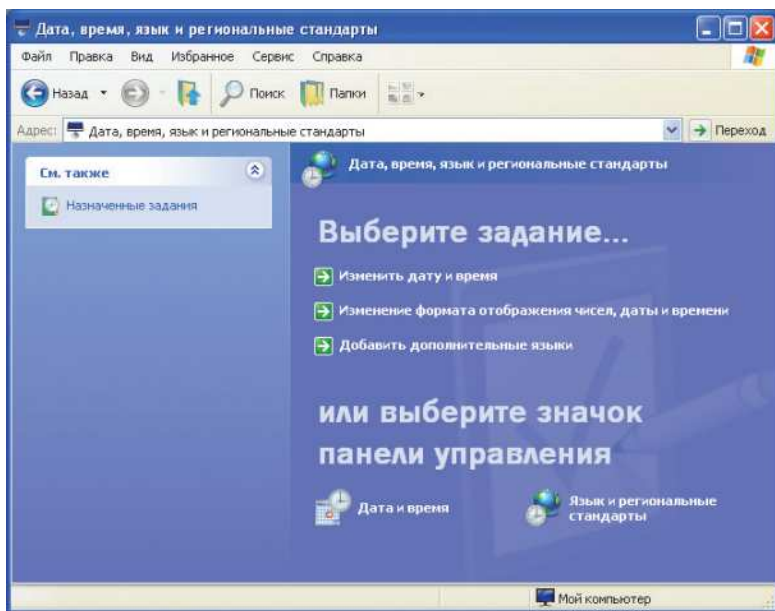 Дата, время, язык и региональные стандарты
Файл Правка Вид Избранное Сервис Справка
Назад Поиск Папки
Адрес: Дата, время, язык и региональные стандарты Переход
См. также
Назначенные задания
Дата, время, язык и региональные стандарты
Выберите задание...
Изменить дату и время
Изменение формата отображения чисел, даты и времени
Добавить дополнительные языки
или выберите значок
панели управления
Дата и время
Язык и региональные
стандарты
Мой компьютер